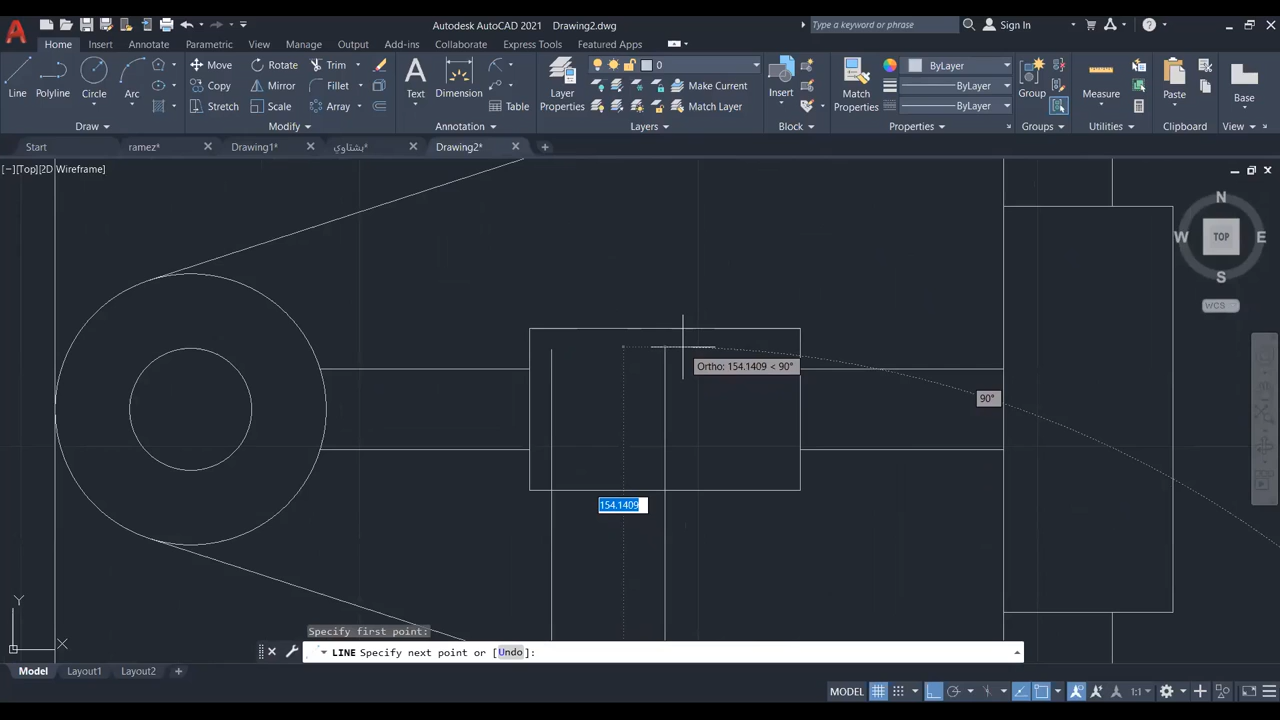 Autodesk AutoCAD 2021 Drawing2.dwg
Type a keyword or phrase
Sign In
Home Insert Annotate Parametric View Manage Output Add-ins Collaborate Express Tools Featured Apps
Line
Polyline
Circle
Arc
Draw
Move
Rotate
Trim
Copy
Mirror
Fillet
Stretch
Scale
Array
Modify
Text
Dimension
Table
Annotation
Layer
Properties
0
Make Current
Match Layer
Layers
Insert
Block
Match
Properties
ByLayer
ByLayer
ByLayer
Properties
Group
Groups
Measure
Utilities
Paste
Clipboard
Base
View
Start ramez* Drawing1* بشتاوي* Drawing2*
[−][Top][2D Wireframe]
N
W TOP E
S
WCS
Ortho: 154.1409 < 90°
90°
154.1409
Y
X
Specify first point:
LINE Specify next point or [Undo]:
Model Layout1 Layout2
MODEL
1:1